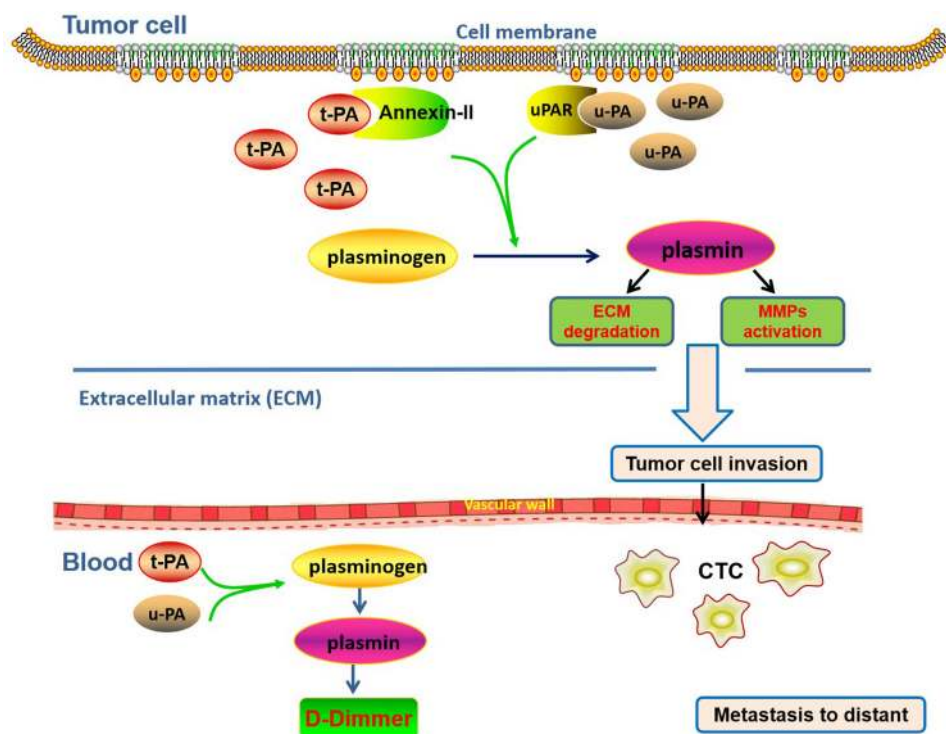 Tumor cell
Cell membrane
t-PA
Annexin-II
uPAR
u-PA
u-PA
t-PA
u-PA
t-PA
plasminogen
plasmin
ECM
degradation
MMPs
activation
Extracellular matrix (ECM)
Tumor cell invasion
Vascular wall
Blood
t-PA
plasminogen
CTC
u-PA
plasmin
D-Dimmer
Metastasis to distant